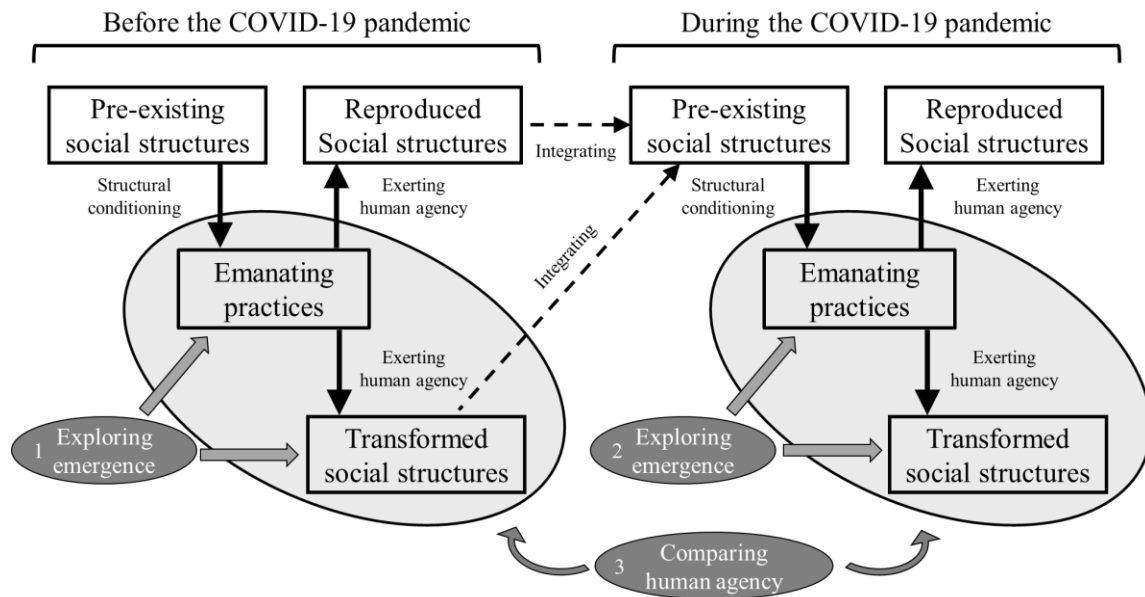 Before the COVID-19 pandemic
During the COVID-19 pandemic
Pre-existing
social structures
Reproduced
Social structures
Integrating
Pre-existing
social structures
Reproduced
Social structures
Structural
conditioning
Exerting
human agency
Structural
conditioning
Exerting
human agency
Integrating
Emanating
practices
Emanating
practices
Exerting
human agency
Exerting
human agency
1 Exploring
emergence
Transformed
social structures
2 Exploring
emergence
Transformed
social structures
3 Comparing
human agency